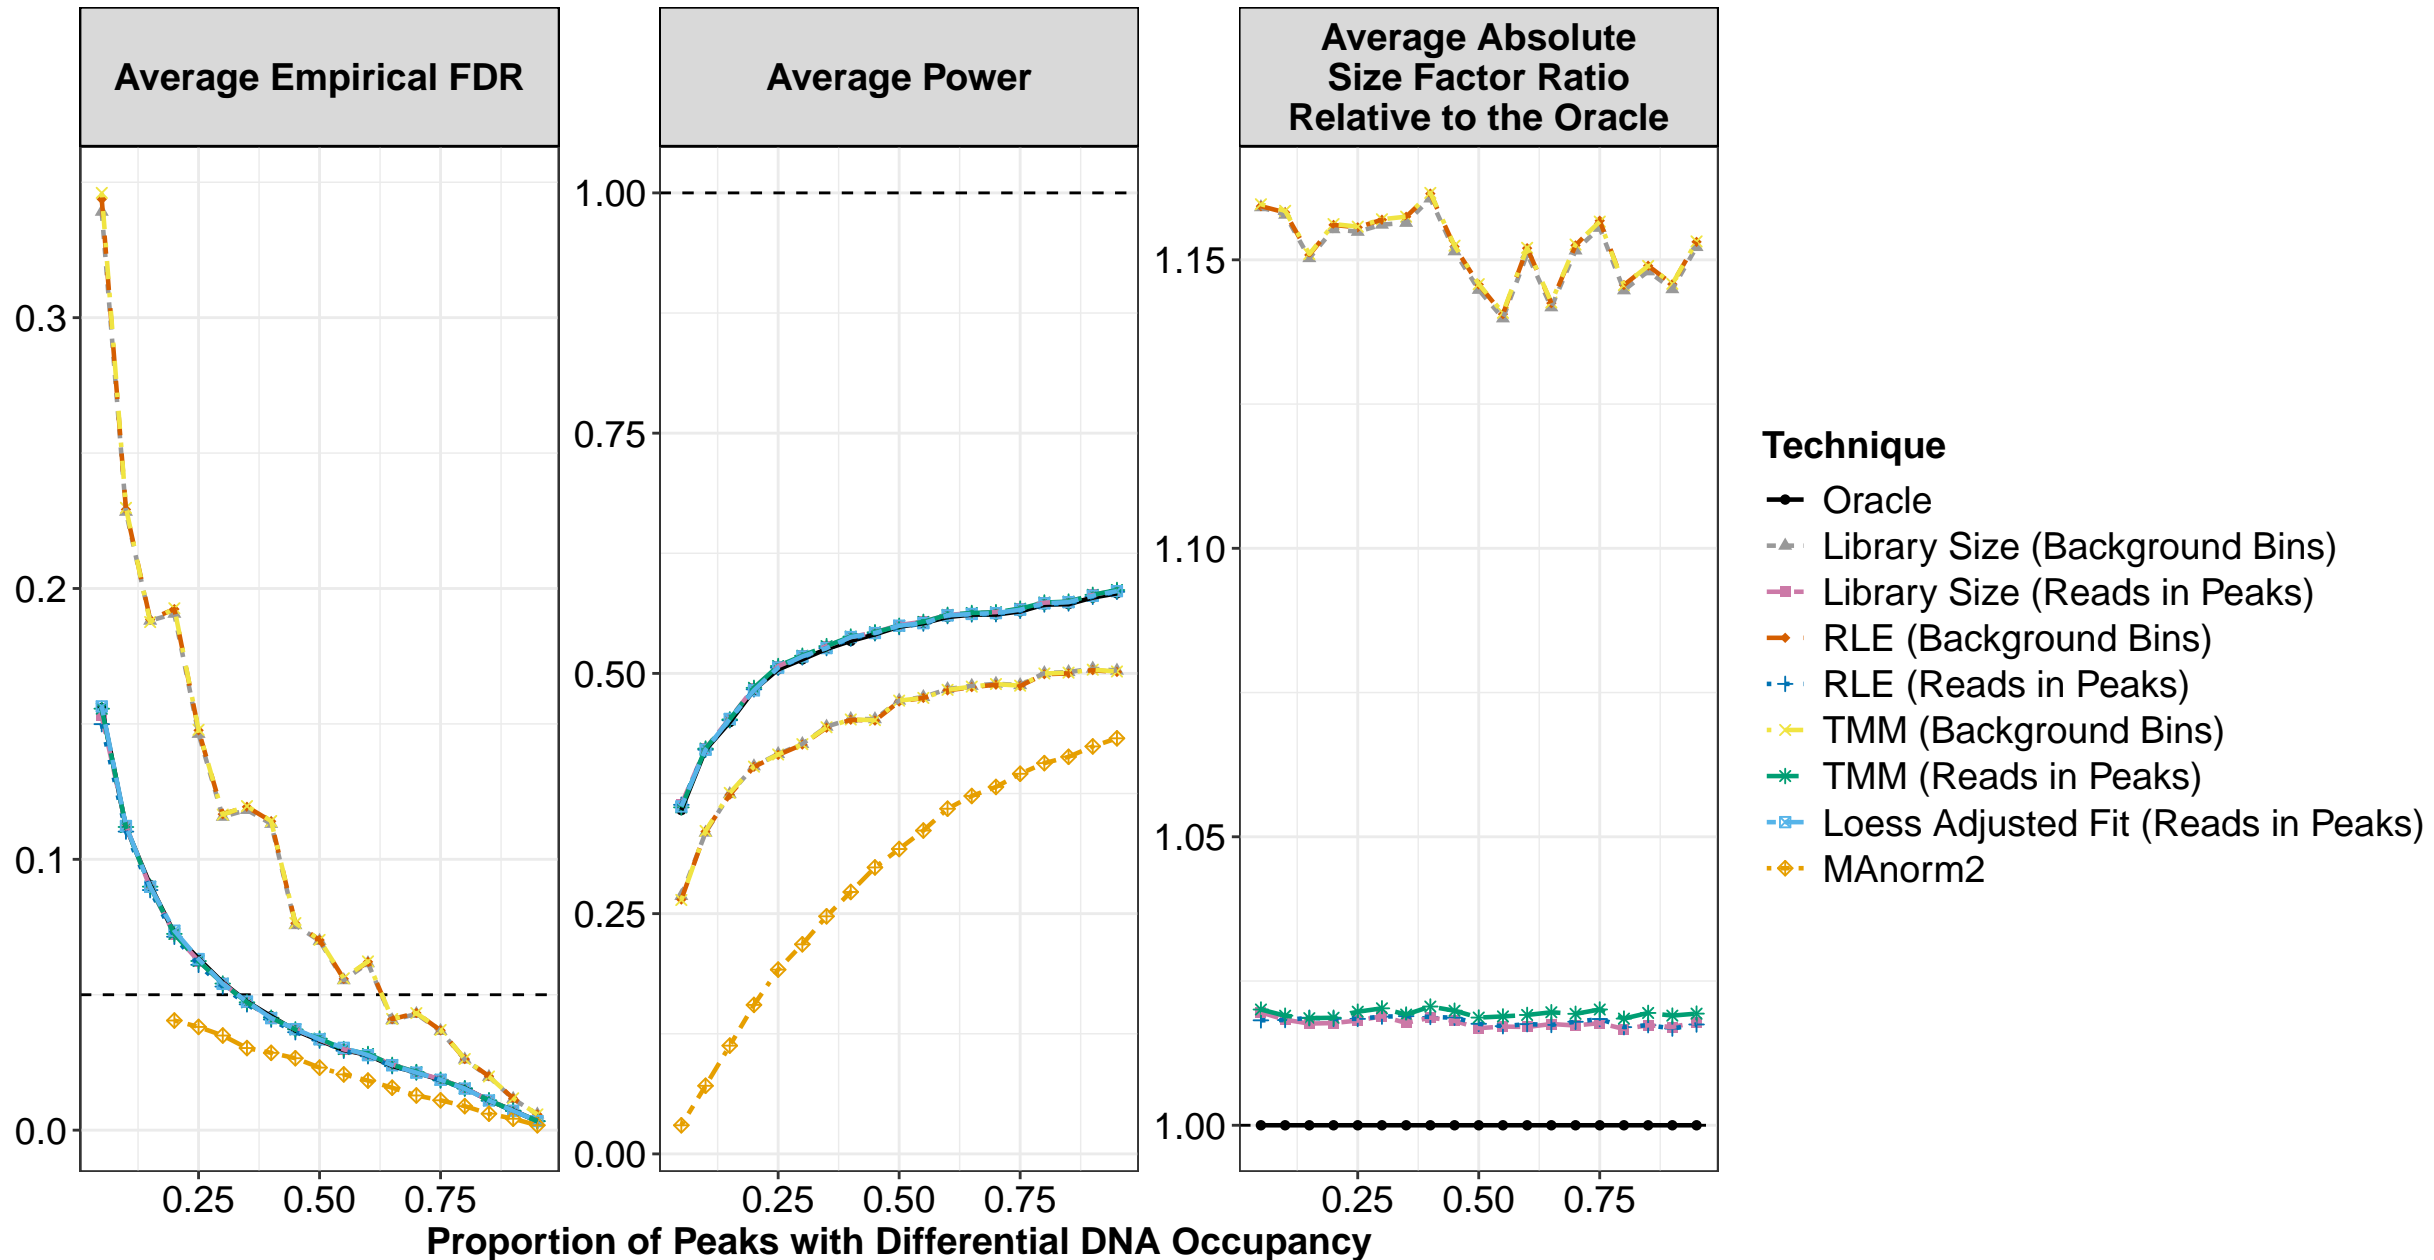 Average Empirical FDR
Average Power
Average Absolute
Size Factor Ratio
Relative to the Oracle
0.3
0.2
0.1
0.0
1.00
0.75
0.50
0.25
0.00
1.15
1.10
1.05
1.00
0.25 0.50 0.75
0.25 0.50 0.75
0.25 0.50 0.75
Proportion of Peaks with Differential DNA Occupancy
Technique
Oracle
Library Size (Background Bins)
Library Size (Reads in Peaks)
RLE (Background Bins)
RLE (Reads in Peaks)
TMM (Background Bins)
TMM (Reads in Peaks)
Loess Adjusted Fit (Reads in Peaks)
MAnorm2